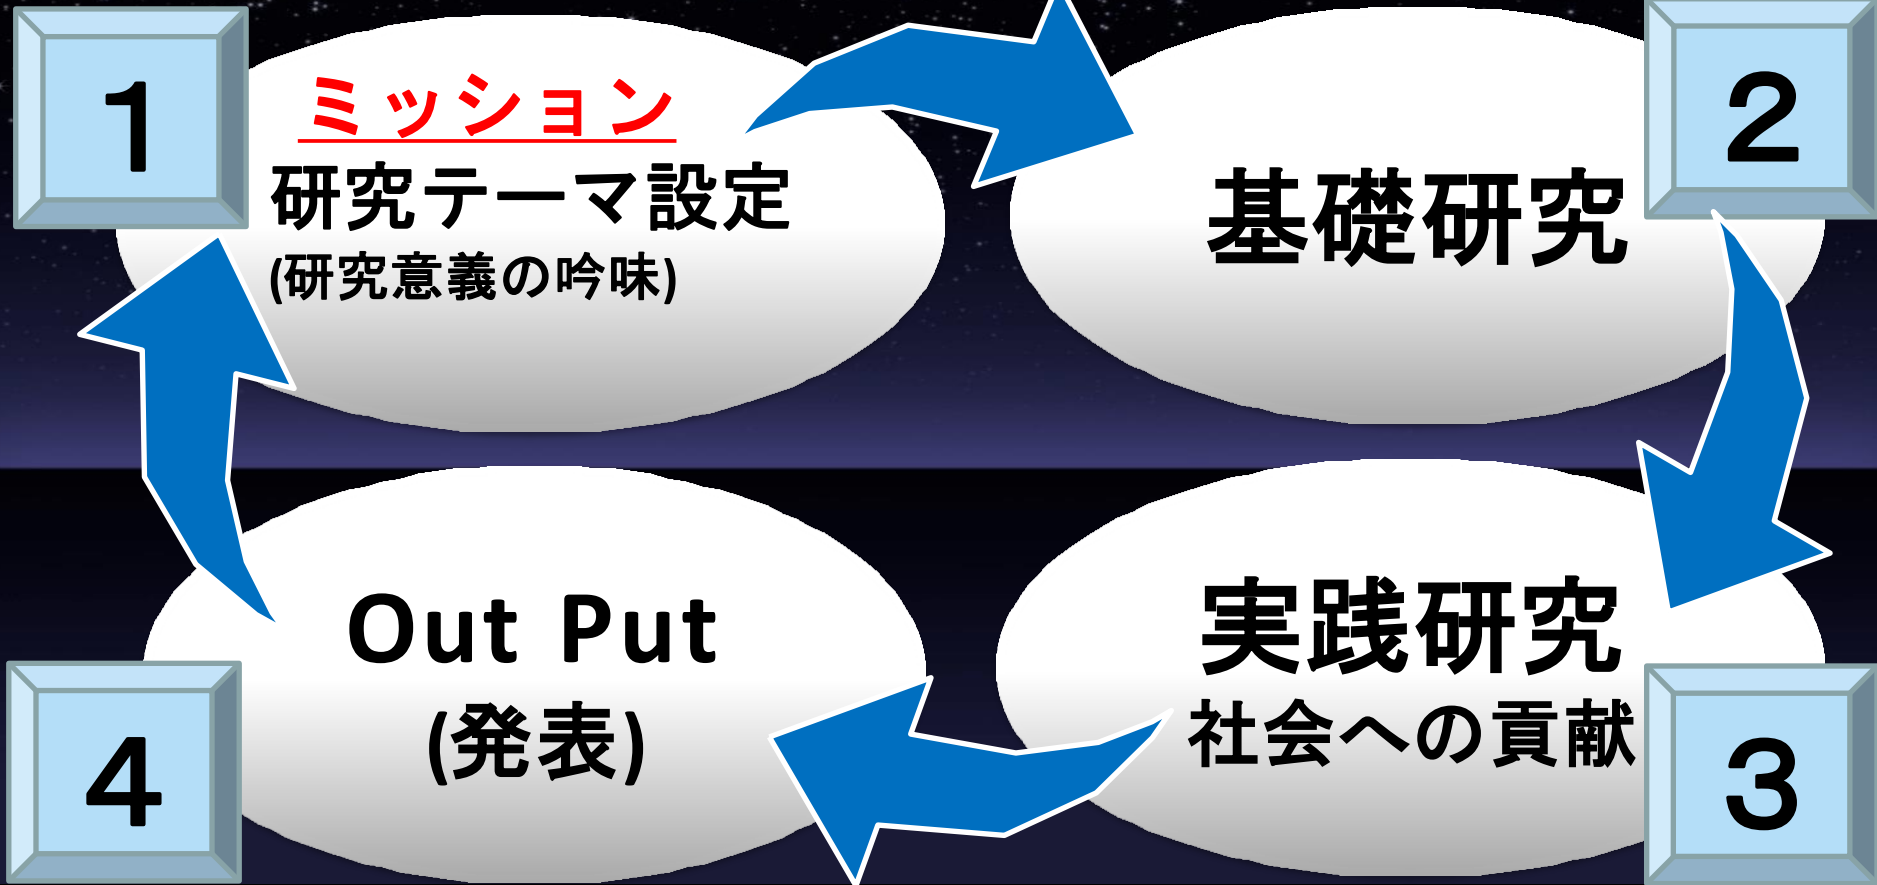 1
ミッション
研究テーマ設定
(研究意義の吟味)
2
基礎研究
3
実践研究
社会への貢献
4
Out Put
(発表)